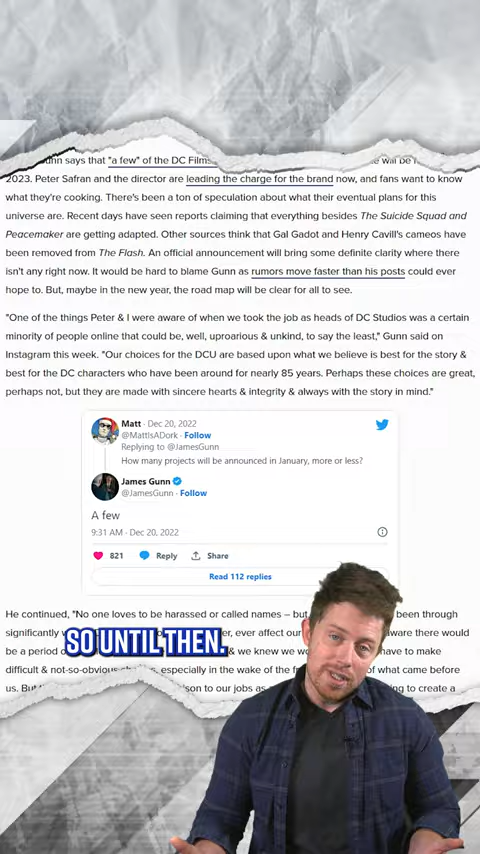 unn says that "a few" of the DC Films
will be
2023. Peter Safran and the director are leading the charge for the brand now, and fans want to know
what they're cooking. There's been a ton of speculation about what their eventual plans for this
universe are. Recent days have seen reports claiming that everything besides The Suicide Squad and
Peacemaker are getting adapted. Other sources think that Gal Gadot and Henry Cavill's cameos have
been removed from The Flash. An official announcement will bring some definite clarity where there
isn't any right now. It would be hard to blame Gunn as rumors move faster than his posts could ever
hope to. But, maybe in the new year, the road map will be clear for all to see.
"One of the things Peter & I were aware of when we took the job as heads of DC Studios was a certain
minority of people online that could be, well, uproarious & unkind, to say the least," Gunn said on
Instagram this week. "Our choices for the DCU are based upon what we believe is best for the story &
best for the DC characters who have been around for nearly 85 years. Perhaps these choices are great,
perhaps not, but they are made with sincere hearts & integrity & always with the story in mind."
Matt · Dec 20, 2022
@MattIsADork · Follow
Replying to @JamesGunn
How many projects will be announced in January, more or less?
James Gunn
@JamesGunn · Follow
A few
9:31 AM · Dec 20, 2022
821 Reply Share
Read 112 replies
He continued, "No one loves to be harassed or called names – but been through
significantly ever affect our aware there would
SO UNTIL THEN.
be a period & we knew we have to make
difficult & not-so-obvious especially in the wake of the of what came before
us. to our jobs as to create a